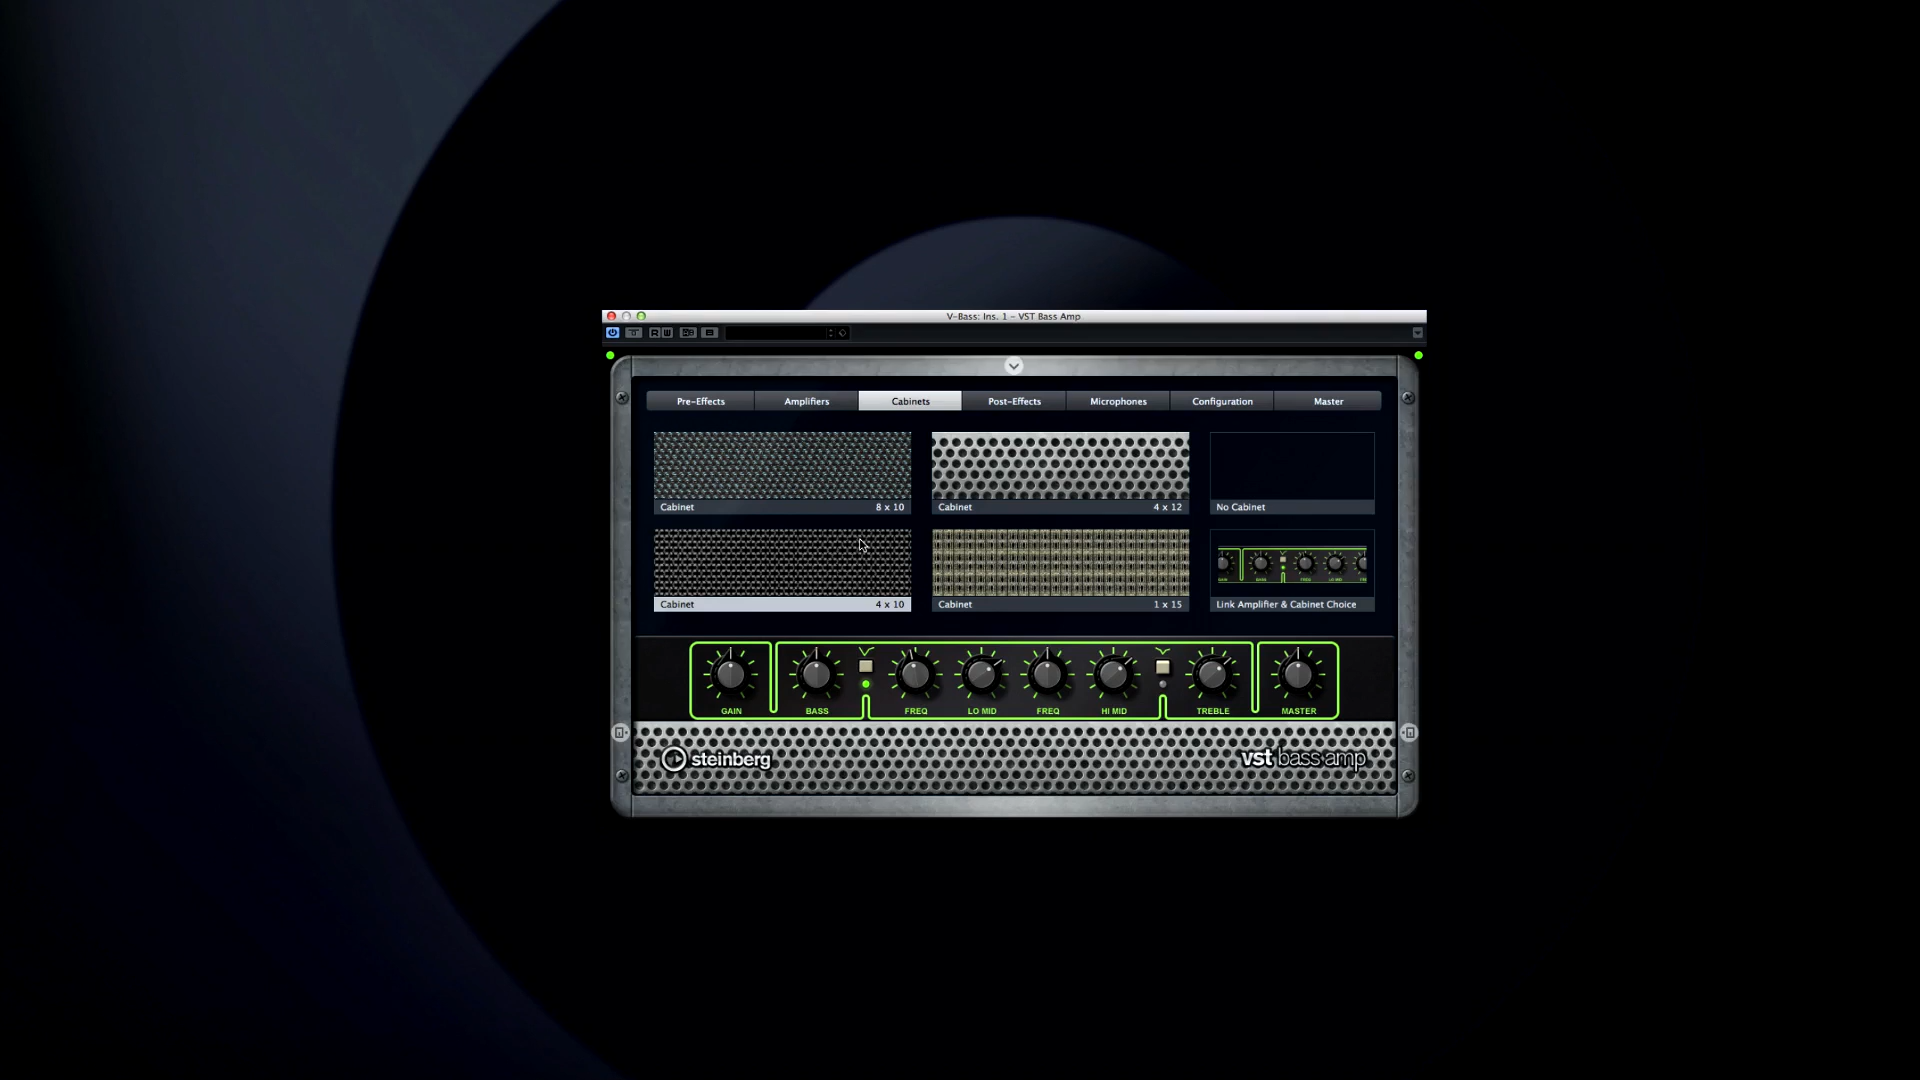 V-Bass: Ins. 1 - VST Bass Amp
R W
Pre-Effects Amplifiers Cabinets Post-Effects Microphones Configuration Master
Cabinet 8 x 10 Cabinet 4 x 12 No Cabinet
Cabinet 4 x 10 Cabinet 1 x 15 Link Amplifier & Cabinet Choice
GAIN BASS FREQ LO MID FREQ HI MID TREBLE MASTER
steinberg vst bass amp